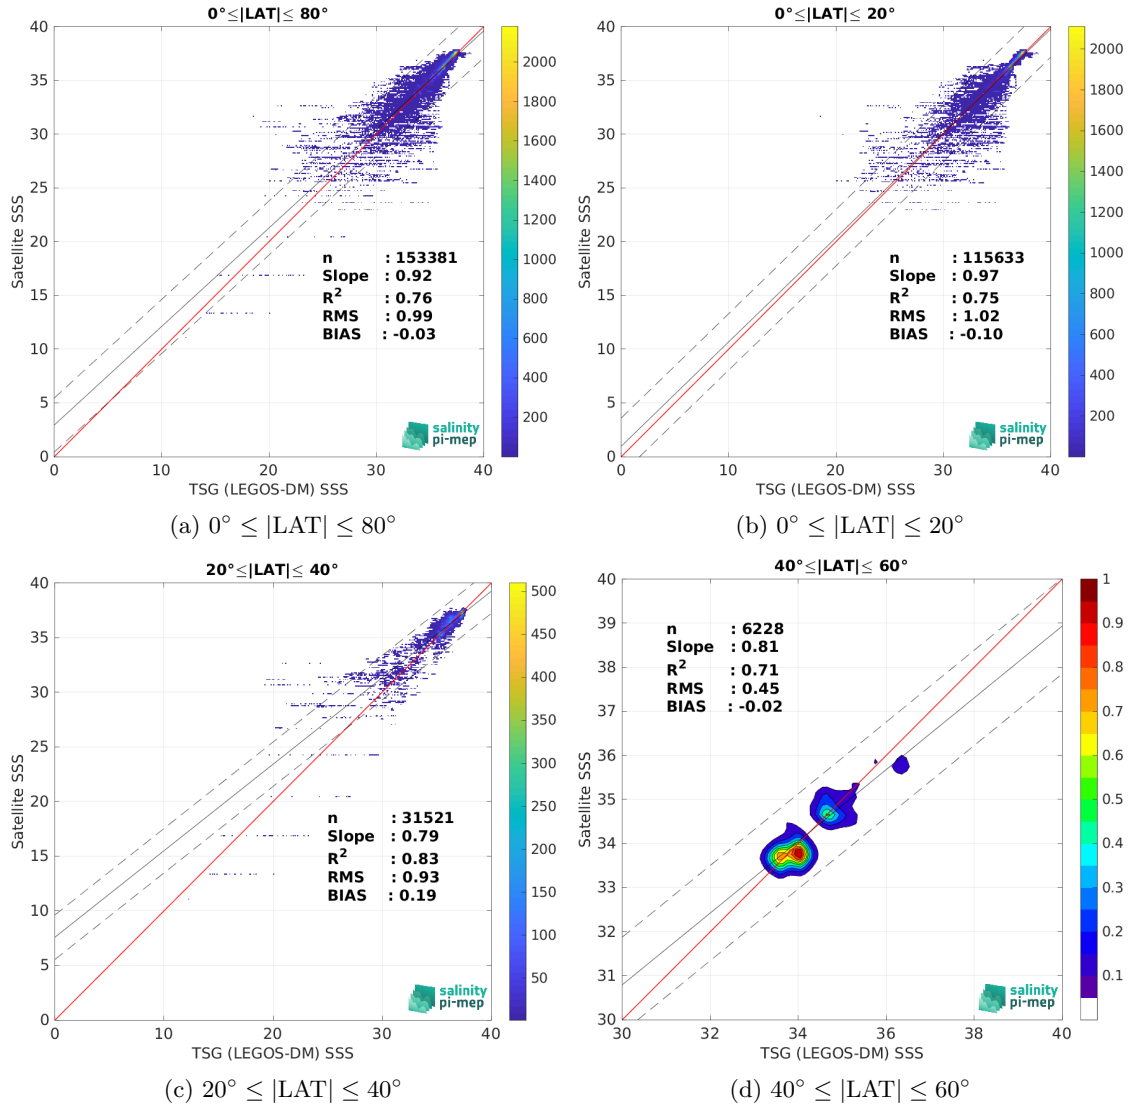 0°≤|LAT|≤ 80°
40
35
30
25
20
15
10
5
0
Satellite SSS
n : 153381
Slope : 0.92
R² : 0.76
RMS : 0.99
BIAS : -0.03
salinity
pi-mep
0 10 20 30 40
TSG (LEGOS-DM) SSS
2000
1800
1600
1400
1200
1000
800
600
400
200
(a) 0° ≤ |LAT| ≤ 80°
0°≤|LAT|≤ 20°
40
35
30
25
20
15
10
5
0
Satellite SSS
n : 115633
Slope : 0.97
R² : 0.75
RMS : 1.02
BIAS : -0.10
salinity
pi-mep
0 10 20 30 40
TSG (LEGOS-DM) SSS
2000
1800
1600
1400
1200
1000
800
600
400
200
(b) 0° ≤ |LAT| ≤ 20°
20°≤|LAT|≤ 40°
40
35
30
25
20
15
10
5
0
Satellite SSS
n : 31521
Slope : 0.79
R² : 0.83
RMS : 0.93
BIAS : 0.19
salinity
pi-mep
0 10 20 30 40
TSG (LEGOS-DM) SSS
500
450
400
350
300
250
200
150
100
50
(c) 20° ≤ |LAT| ≤ 40°
40°≤|LAT|≤ 60°
40
39
38
37
36
35
34
33
32
31
30
Satellite SSS
n : 6228
Slope : 0.81
R² : 0.71
RMS : 0.45
BIAS : -0.02
salinity
pi-mep
30 32 34 36 38 40
TSG (LEGOS-DM) SSS
1
0.9
0.8
0.7
0.6
0.5
0.4
0.3
0.2
0.1
(d) 40° ≤ |LAT| ≤ 60°